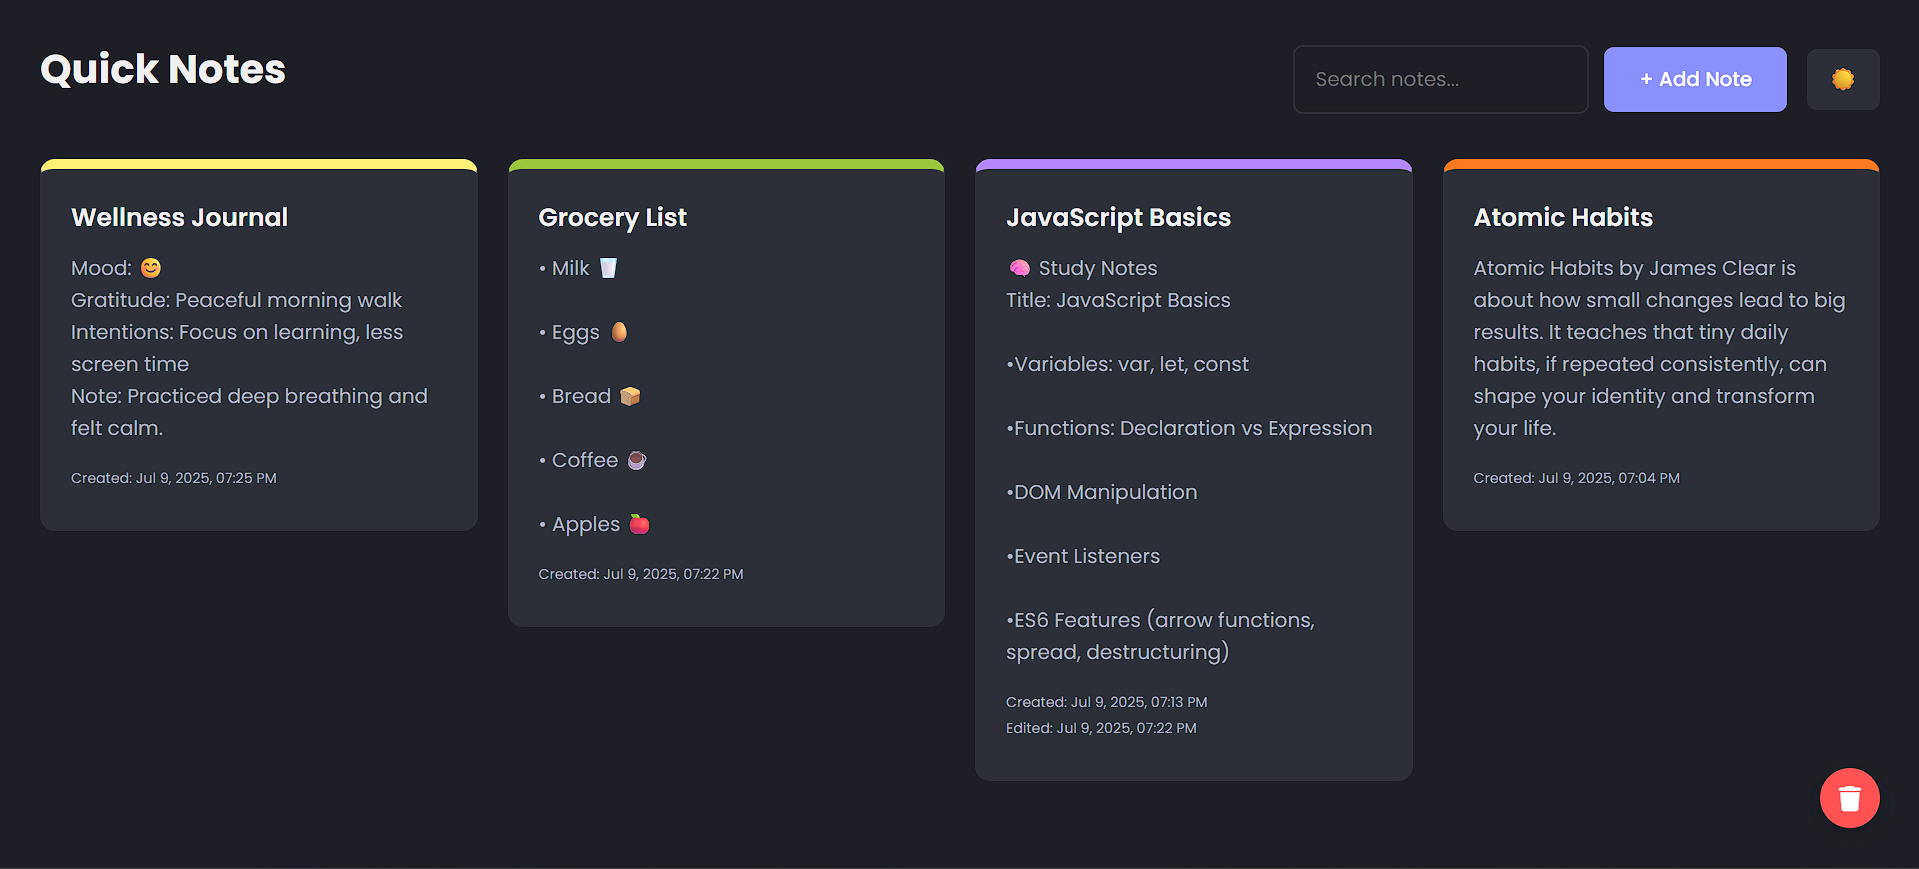 Quick Notes
Search notes...
+ Add Note
Wellness Journal
Mood: 😊
Gratitude: Peaceful morning walk
Intentions: Focus on learning, less
screen time
Note: Practiced deep breathing and
felt calm.
Created: Jul 9, 2025, 07:25 PM
Grocery List
• Milk 🥛
• Eggs 🥚
• Bread 🍞
• Coffee ☕
• Apples 🍎
Created: Jul 9, 2025, 07:22 PM
JavaScript Basics
🧠 Study Notes
Title: JavaScript Basics
•Variables: var, let, const
•Functions: Declaration vs Expression
•DOM Manipulation
•Event Listeners
•ES6 Features (arrow functions,
spread, destructuring)
Created: Jul 9, 2025, 07:13 PM
Edited: Jul 9, 2025, 07:22 PM
Atomic Habits
Atomic Habits by James Clear is
about how small changes lead to big
results. It teaches that tiny daily
habits, if repeated consistently, can
shape your identity and transform
your life.
Created: Jul 9, 2025, 07:04 PM